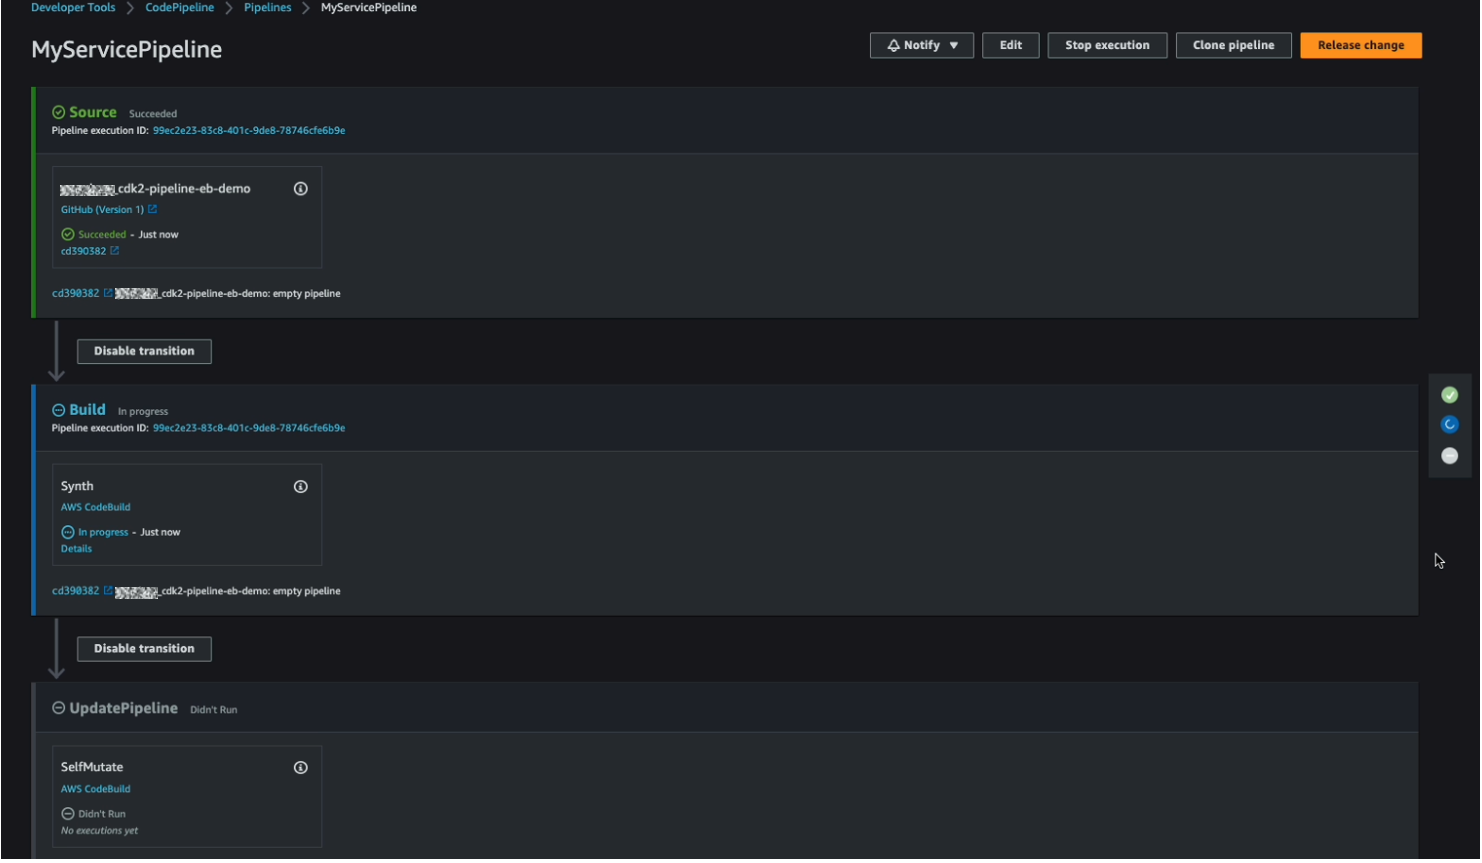 Developer Tools > CodePipeline > Pipelines > MyServicePipeline
MyServicePipeline
Notify ▼ Edit Stop execution Clone pipeline Release change
Source Succeeded
Pipeline execution ID: 99ec2e23-83c8-401c-9de8-78746cfe6b9e
_cdk2-pipeline-eb-demo
GitHub (Version 1)
Succeeded - Just now
cd390382
cd390382 _cdk2-pipeline-eb-demo: empty pipeline
Disable transition
Build In progress
Pipeline execution ID: 99ec2e23-83c8-401c-9de8-78746cfe6b9e
Synth
AWS CodeBuild
In progress - Just now
Details
cd390382 _cdk2-pipeline-eb-demo: empty pipeline
Disable transition
UpdatePipeline Didn't Run
SelfMutate
AWS CodeBuild
Didn't Run
No executions yet